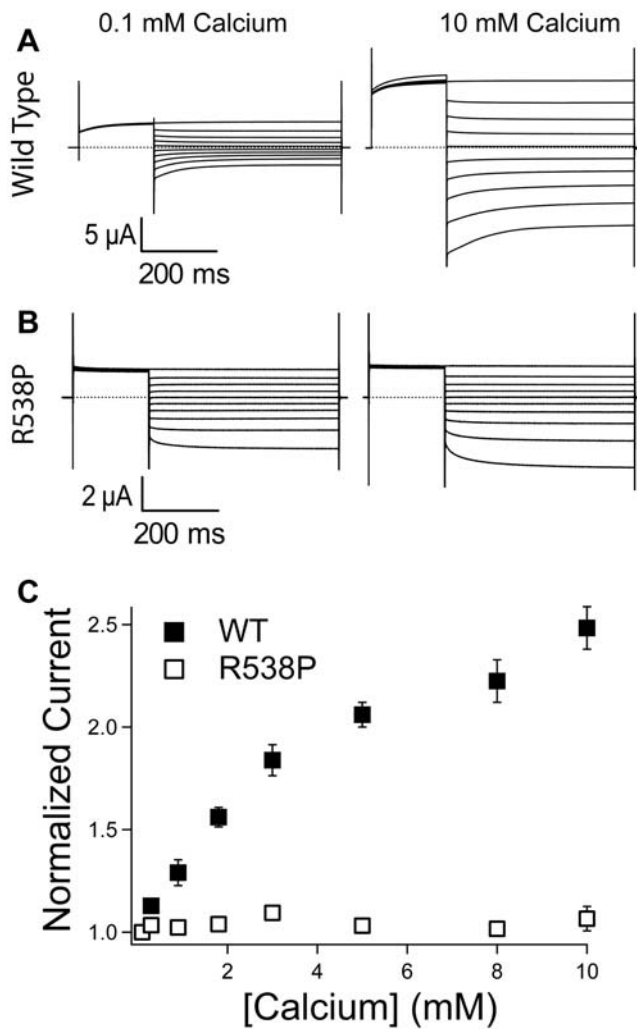 0.1 mM Calcium 10 mM Calcium
A
Wild Type
5 µA
200 ms
B
R538P
2 µA
200 ms
C
2.5
2.0
1.5
1.0
Normalized Current
WT
R538P
2 4 6 8 10
[Calcium] (mM)